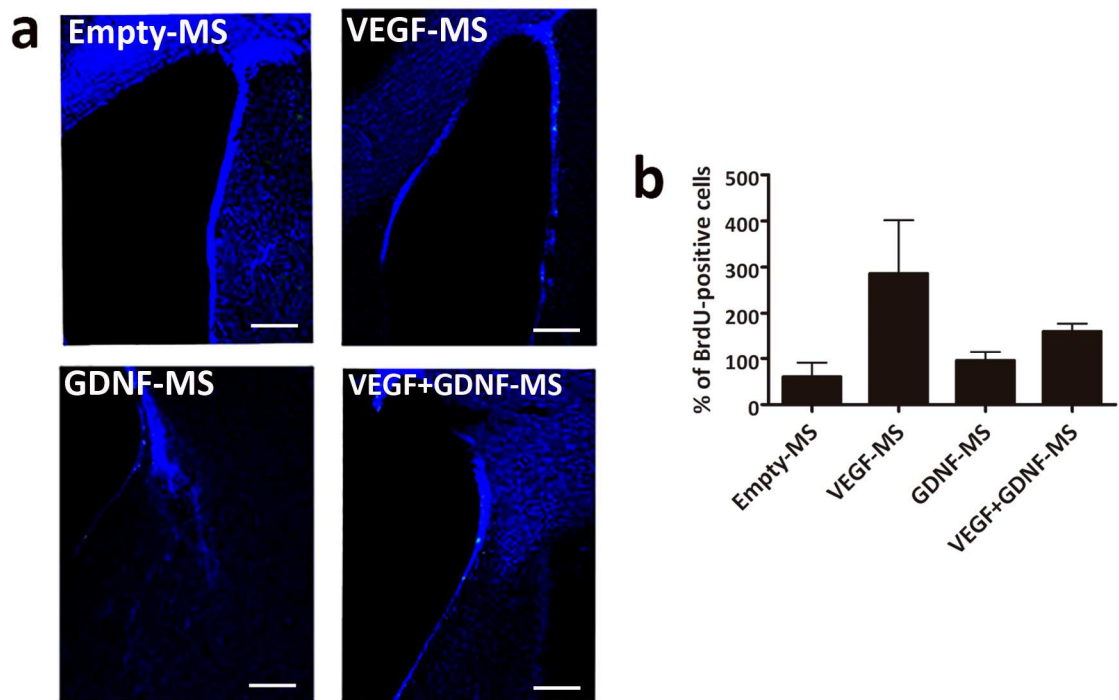 a
Empty-MS
VEGF-MS
GDNF-MS
VEGF+GDNF-MS
b
% of BrdU-positive cells
500
400
300
200
100
0
Empty-MS
VEGF-MS
GDNF-MS
VEGF+GDNF-MS